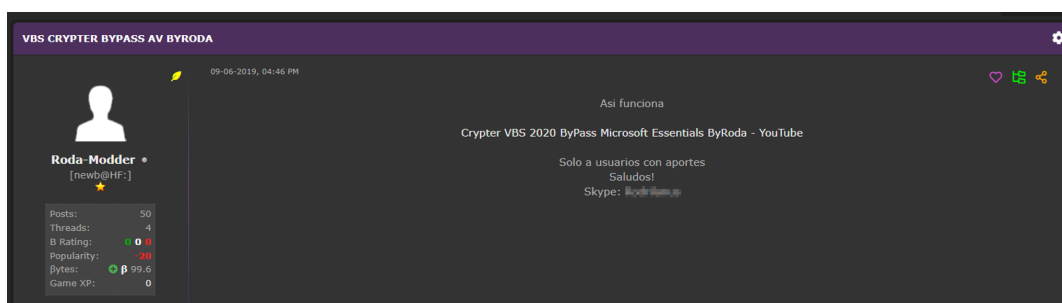 VBS CRYPTER BYPASS AV BYRODA
09-06-2019, 04:46 PM
Roda-Modder
[newb@HF:]
Posts: 50
Threads: 4
B Rating: 0 0 0
Popularity: -20
βytes: β 99.6
Game XP: 0
Asi funciona
Crypter VBS 2020 ByPass Microsoft Essentials ByRoda - YouTube
Solo a usuarios con aportes
Saludos!
Skype: